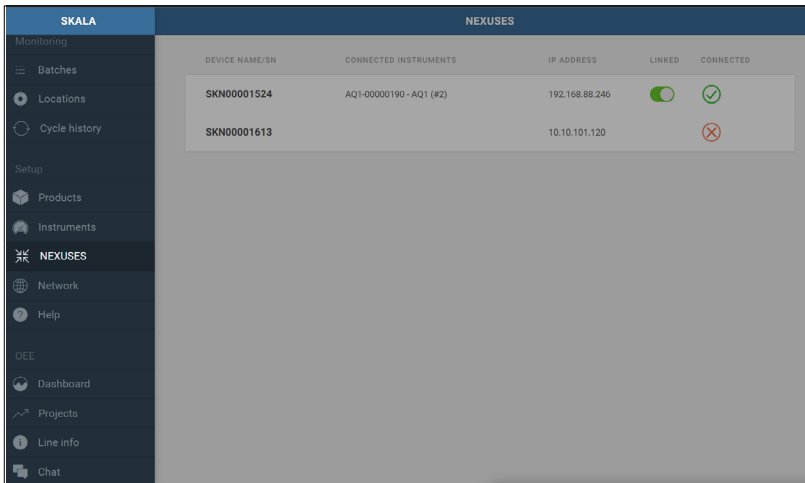 SKALA
NEXUSES
Monitoring
Batches
Locations
Cycle history
Setup
Products
Instruments
NEXUSES
Network
Help
OEE
Dashboard
Projects
Line info
Chat
DEVICE NAME/SN CONNECTED INSTRUMENTS IP ADDRESS LINKED CONNECTED
SKN00001524 AQ1-00000190 - AQ1 (#2) 192.168.88.246
SKN00001613 10.10.101.120